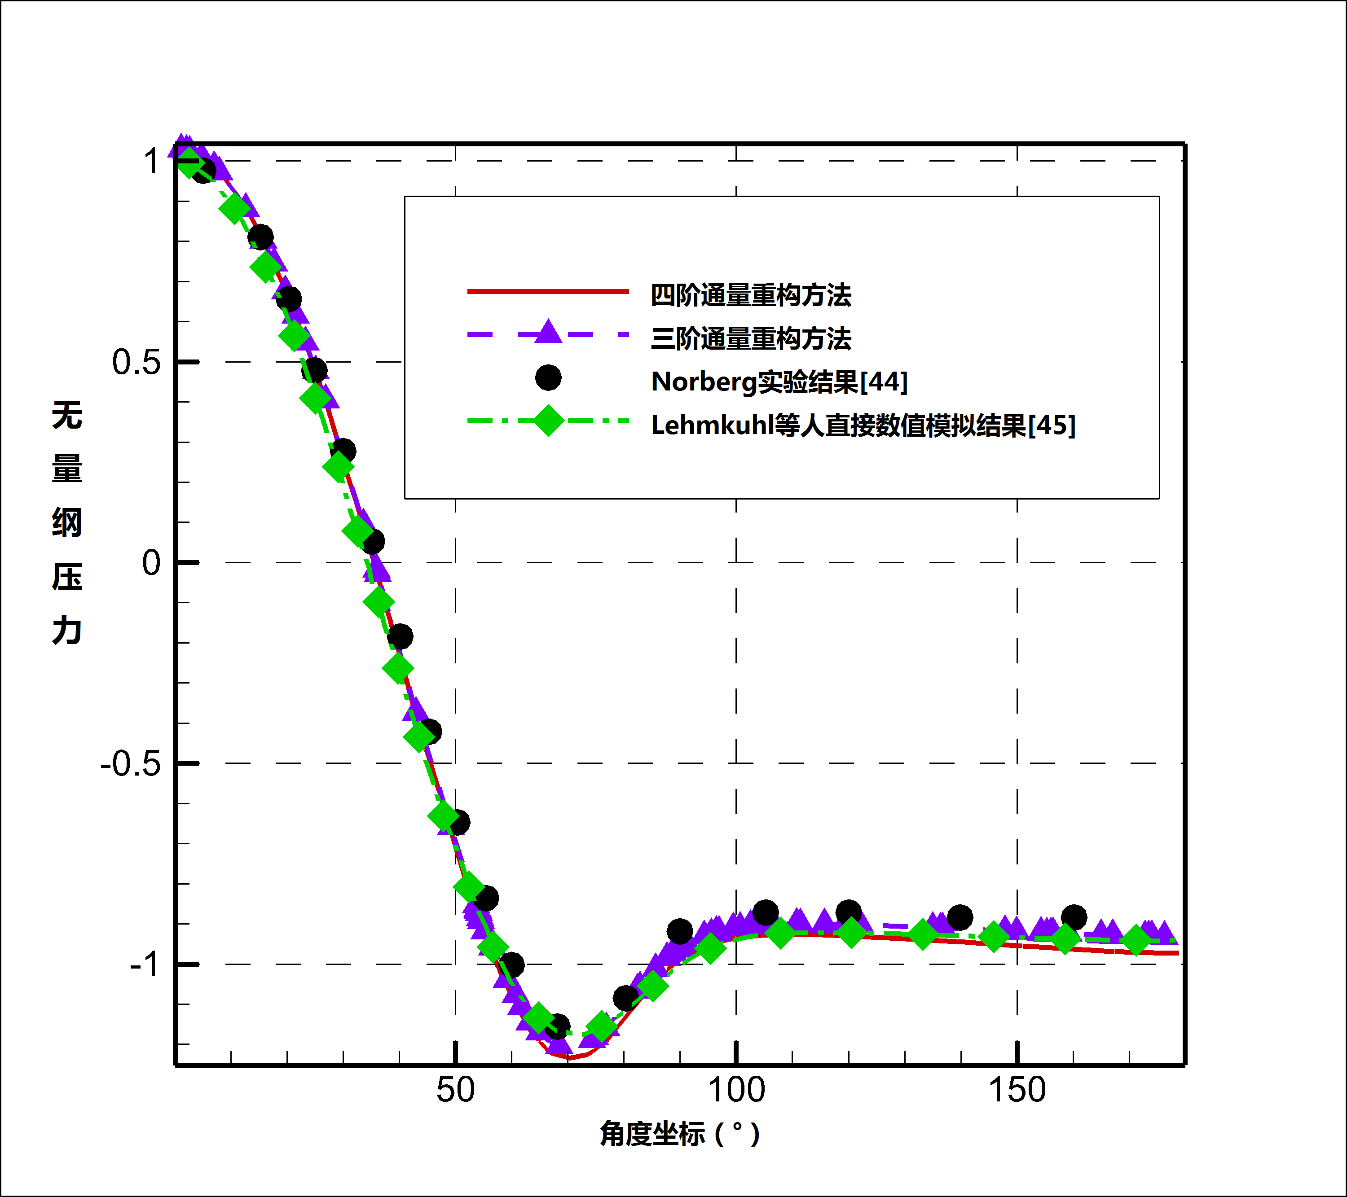 1
0.5
0
-0.5
-1
无量纲压力
四阶通量重构方法
三阶通量重构方法
Norberg实验结果[44]
Lehmkuhl等人直接数值模拟结果[45]
50
100
150
角度坐标(°)